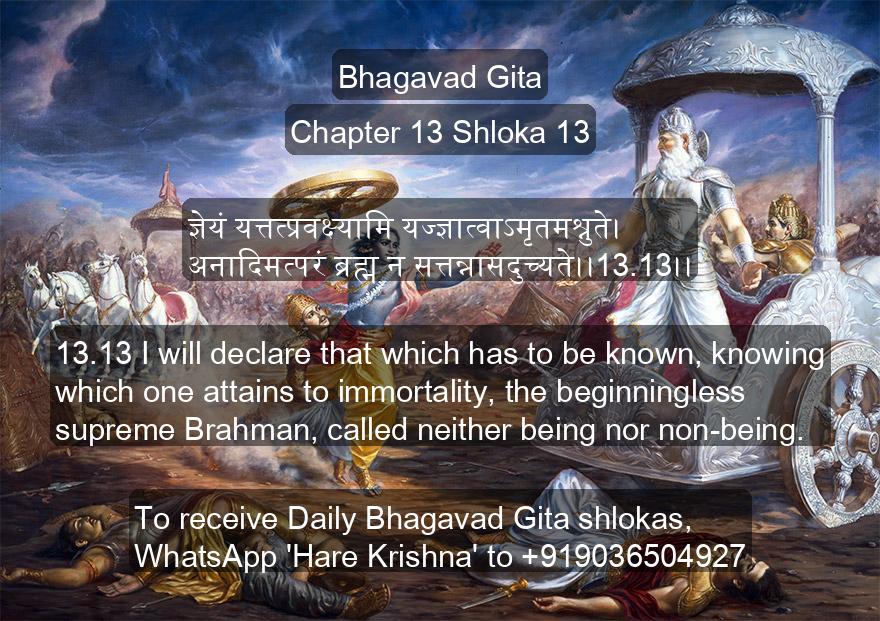 Bhagavad Gita
Chapter 13 Shloka 13
ज्ञेयं यत्तत्प्रवक्ष्यामि यज्ज्ञात्वाऽमृतमश्नुते।
अनादिमत्परं ब्रह्म न सत्तन्नासदुच्यते।।13.13।।
13.13 I will declare that which has to be known, knowing
which one attains to immortality, the beginningless
supreme Brahman, called neither being nor non-being.
To receive Daily Bhagavad Gita shlokas,
WhatsApp 'Hare Krishna' to +919036504927